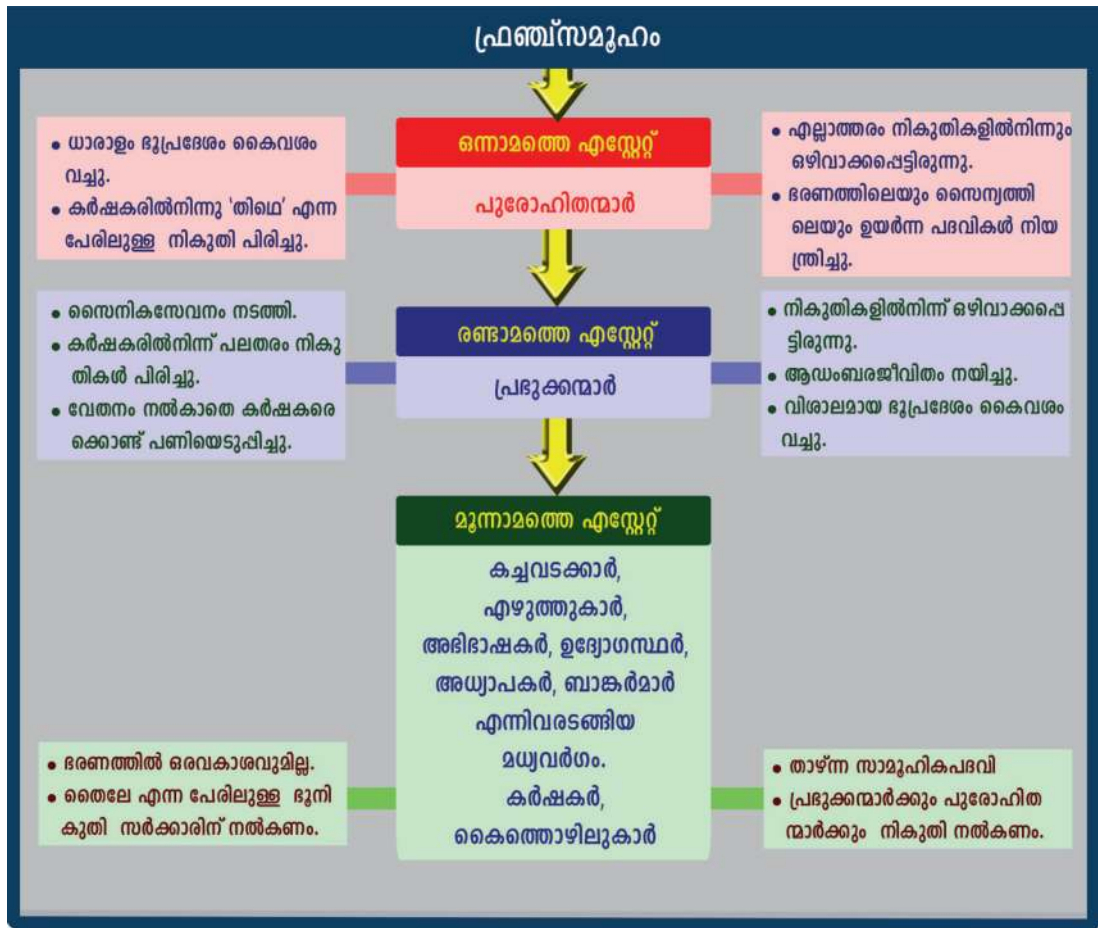 ഫ്രഞ്ച്സമൂഹം
ഒന്നാമത്തെ എസ്റ്റേറ്റ്
പുരോഹിതന്മാർ
• ധാരാളം ഭൂപ്രദേശം കൈവശം
വച്ചു.
• കർഷകരിൽനിന്നു 'തിഥെ' എന്ന
പേരിലുള്ള നികുതി പിരിച്ചു.
• എല്ലാത്തരം നികുതികളിൽനിന്നും
ഒഴിവാക്കപ്പെട്ടിരുന്നു.
• ഭരണത്തിലെയും സൈന്യത്തി
ലെയും ഉയർന്ന പദവികൾ നിയ
ന്ത്രിച്ചു.
രണ്ടാമത്തെ എസ്റ്റേറ്റ്
പ്രഭുക്കന്മാർ
• സൈനികസേവനം നടത്തി.
• കർഷകരിൽനിന്ന് പലതരം നികു
തികൾ പിരിച്ചു.
• വേതനം നൽകാതെ കർഷകരെ
ക്കൊണ്ട് പണിയെടുപ്പിച്ചു.
• നികുതികളിൽനിന്ന് ഒഴിവാക്കപ്പെ
ട്ടിരുന്നു.
• ആഡംബരജീവിതം നയിച്ചു.
• വിശാലമായ ഭൂപ്രദേശം കൈവശം
വച്ചു.
മൂന്നാമത്തെ എസ്റ്റേറ്റ്
കച്ചവടക്കാർ,
എഴുത്തുകാർ,
അഭിഭാഷകർ, ഉദ്യോഗസ്ഥർ,
അധ്യാപകർ, ബാങ്കർമാർ
എന്നിവരടങ്ങിയ
മധ്യവർഗം.
കർഷകർ,
കൈത്തൊഴിലുകാർ
• ഭരണത്തിൽ ഒരവകാശവുമില്ല.
• തൈലേ എന്ന പേരിലുള്ള ഭൂനി
കുതി സർക്കാരിന് നൽകണം.
• താഴ്ന്ന സാമൂഹികപദവി
• പ്രഭുക്കന്മാർക്കും പുരോഹിത
ന്മാർക്കും നികുതി നൽകണം.